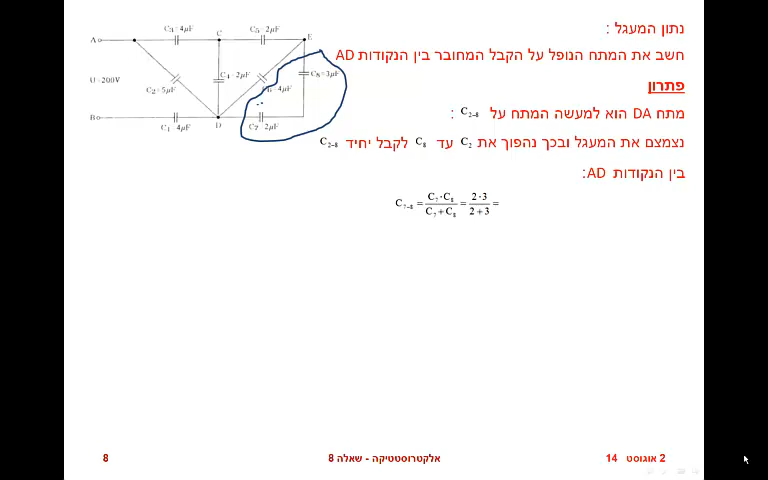 נתון המעגל :
חשב את המתח הנופל על הקבל המחובר בין הנקודות AD
פתרון
מתח DA הוא למעשה המתח על C₂₋₈ :
נצמצם את המעגל ובכך נהפוך את C₂ עד C₈ לקבל יחיד C₂₋₈
בין הנקודות AD:
C₇₋₈ = C₇·C₈ / C₇+C₈ = 2·3 / 2+3 =
C₃=4μF C C₅=2μF E
A
U=200V C₂=5μF C₄=2μF C₆=4μF C₈=3μF
B
C₁ 4μF D C₇ 2μF
8 אלקטרוסטטיקה - שאלה 8 2 אוגוסט 14